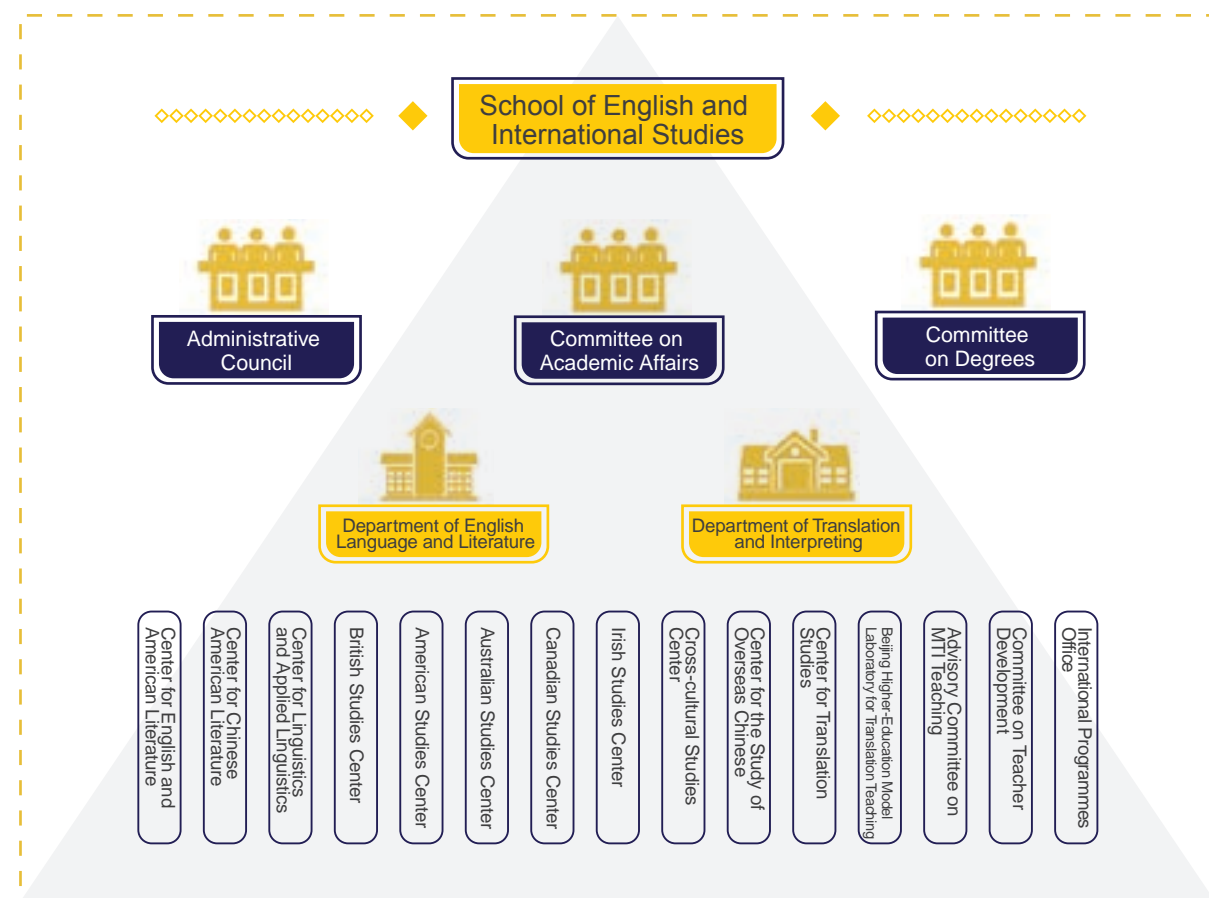 School of English and
International Studies
Administrative
Council
Committee on
Academic Affairs
Committee
on Degrees
Department of English
Language and Literature
Department of Translation
and Interpreting
Center for English and
American Literature
Center for Chinese
American Literature
Center for Linguistics
and Applied Linguistics
British Studies Center
American Studies Center
Australian Studies Center
Canadian Studies Center
Irish Studies Center
Cross-cultural Studies
Center
Center for the Study of
Overseas Chinese
Center for Translation
Studies
Beijing Higher-Education Model
Laboratory for Translation Teaching
Advisory Committee on
MTI Teaching
Committee on Teacher
Development
International Programmes
Office